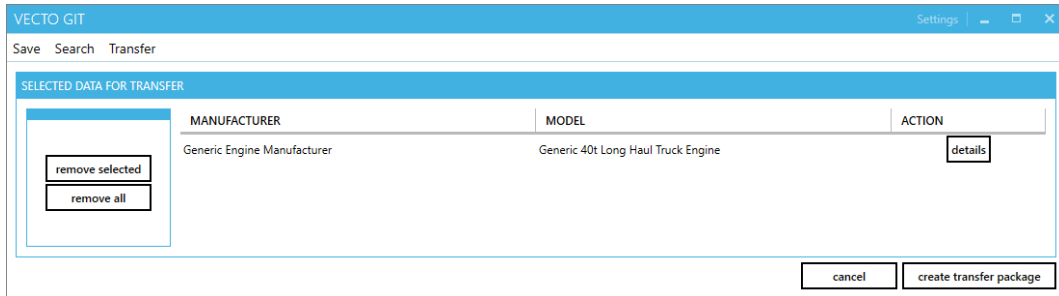 VECTO GIT Settings
Save Search Transfer
SELECTED DATA FOR TRANSFER
MANUFACTURER MODEL ACTION
Generic Engine Manufacturer Generic 40t Long Haul Truck Engine details
remove selected
remove all
cancel create transfer package